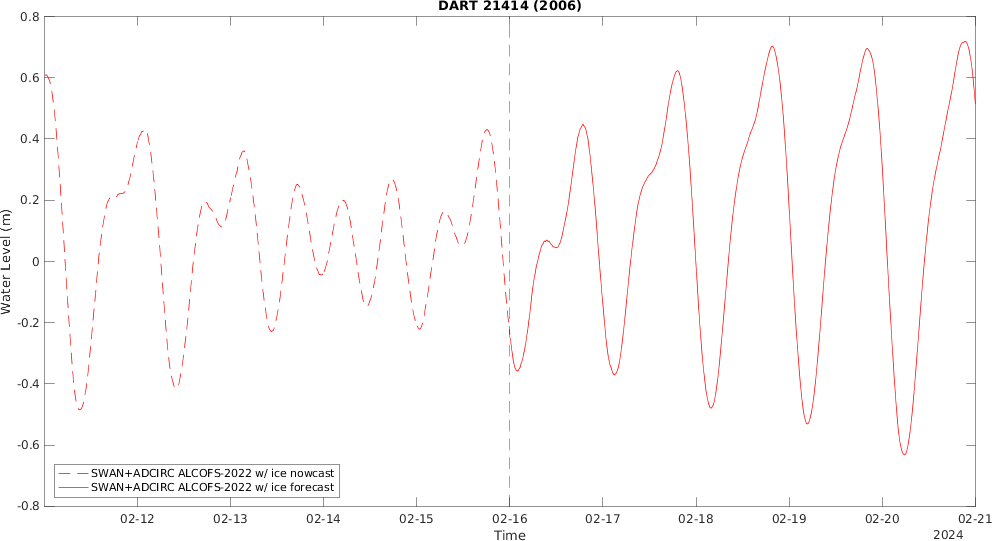 DART 21414 (2006)
0.8
0.6
0.4
0.2
0
-0.2
-0.4
-0.6
-0.8
Water Level (m)
SWAN+ADCIRC ALCOFS-2022 w/ ice nowcast
SWAN+ADCIRC ALCOFS-2022 w/ ice forecast
02-12 02-13 02-14 02-15 02-16 02-17 02-18 02-19 02-20 02-21
Time
2024